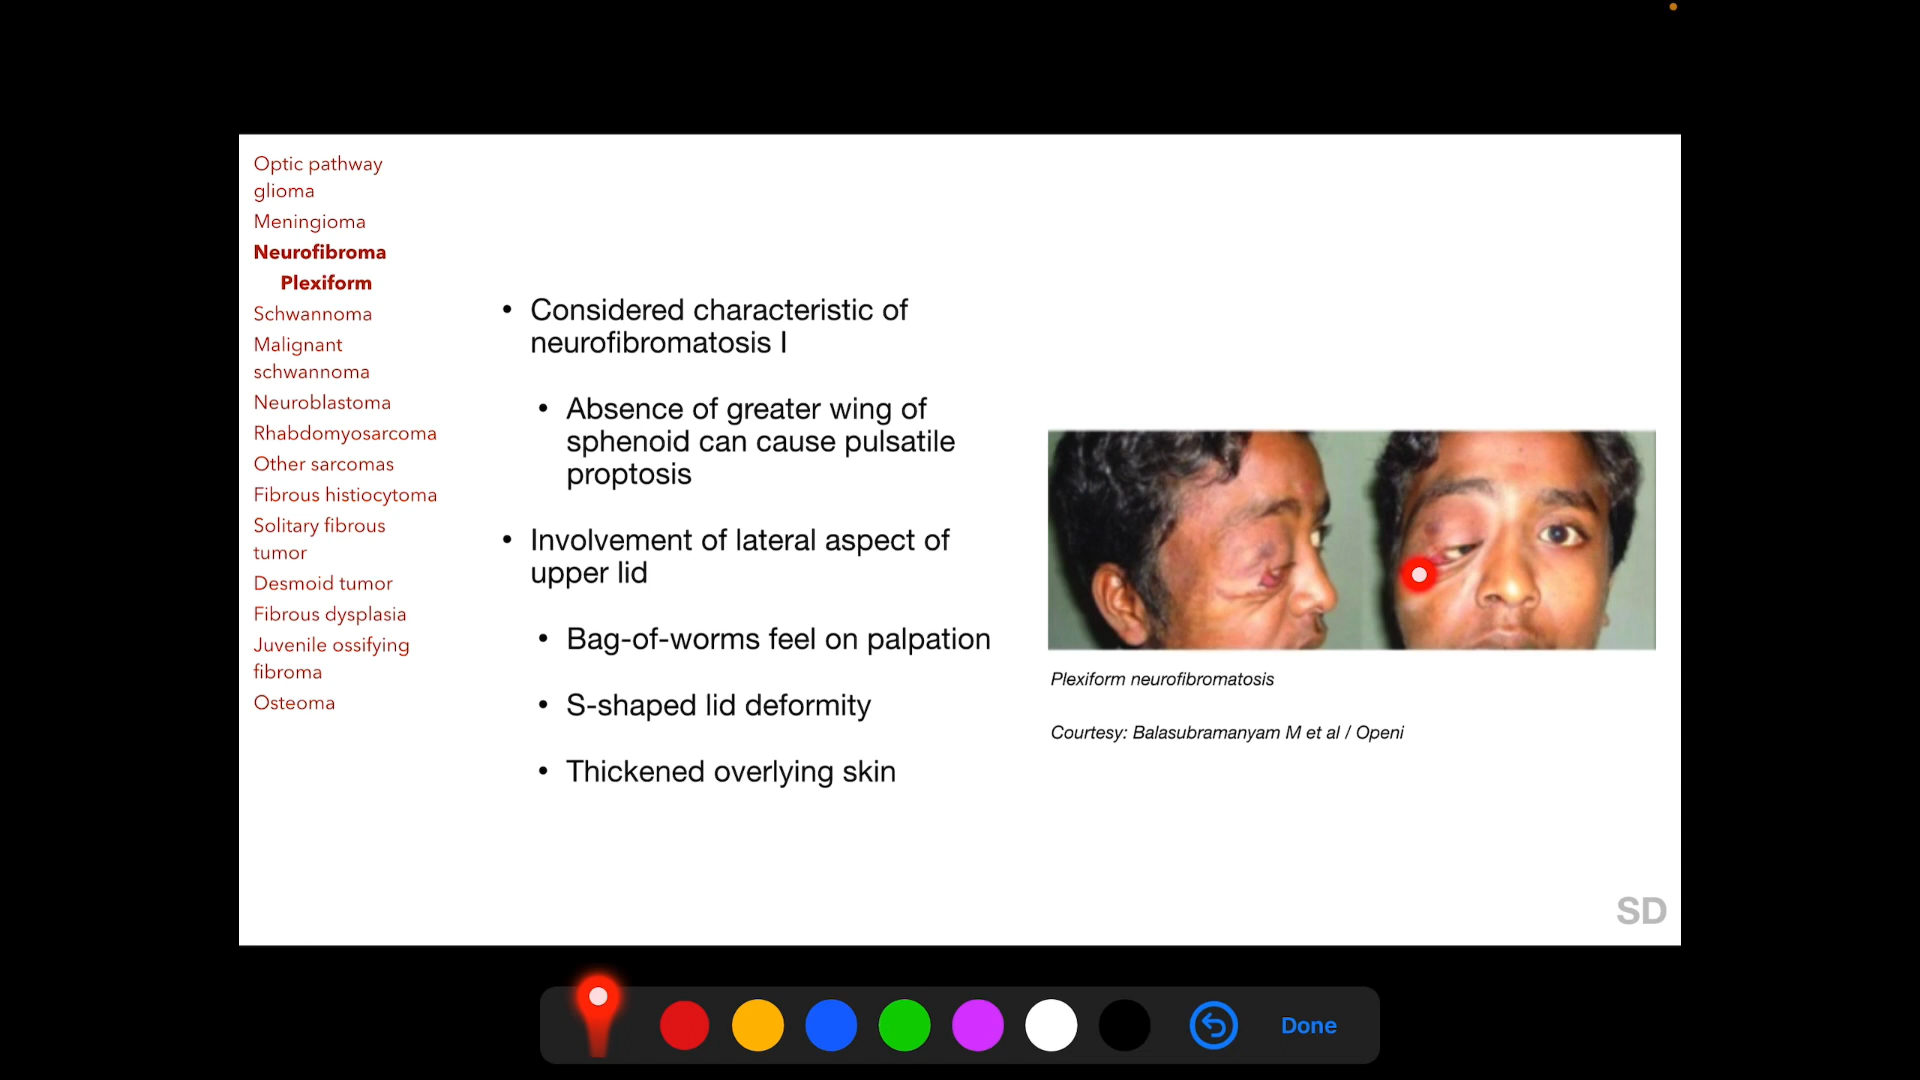 Optic pathway
glioma
Meningioma
Neurofibroma
Plexiform
Schwannoma
Malignant
schwannoma
Neuroblastoma
Rhabdomyosarcoma
Other sarcomas
Fibrous histiocytoma
Solitary fibrous
tumor
Desmoid tumor
Fibrous dysplasia
Juvenile ossifying
fibroma
Osteoma
• Considered characteristic of
neurofibromatosis I
• Absence of greater wing of
sphenoid can cause pulsatile
proptosis
• Involvement of lateral aspect of
upper lid
• Bag-of-worms feel on palpation
• S-shaped lid deformity
• Thickened overlying skin
Plexiform neurofibromatosis
Courtesy: Balasubramanyam M et al / Openi
SD
Done